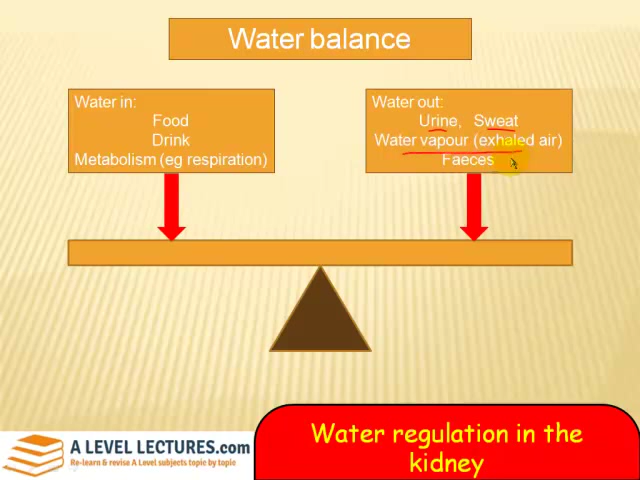 Water balance
Water in:
Food
Drink
Metabolism (eg respiration)
Water out:
Urine, Sweat
Water vapour (exhaled air)
Faeces
A LEVEL LECTURES.com
Re-learn & revise A Level subjects topic by topic
Water regulation in the
kidney